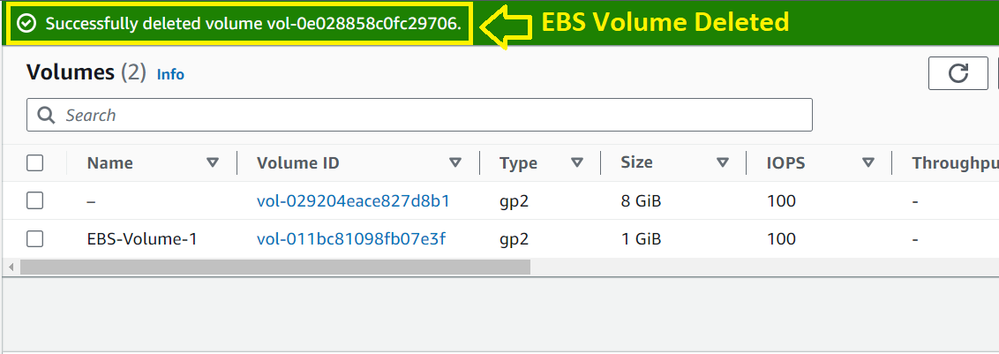 Successfully deleted volume vol-0e028858c0fc29706. EBS Volume Deleted
Volumes (2) Info
Search
Name Volume ID Type Size IOPS Throughpu
– vol-029204eace827d8b1 gp2 8 GiB 100 -
EBS-Volume-1 vol-011bc81098fb07e3f gp2 1 GiB 100 -